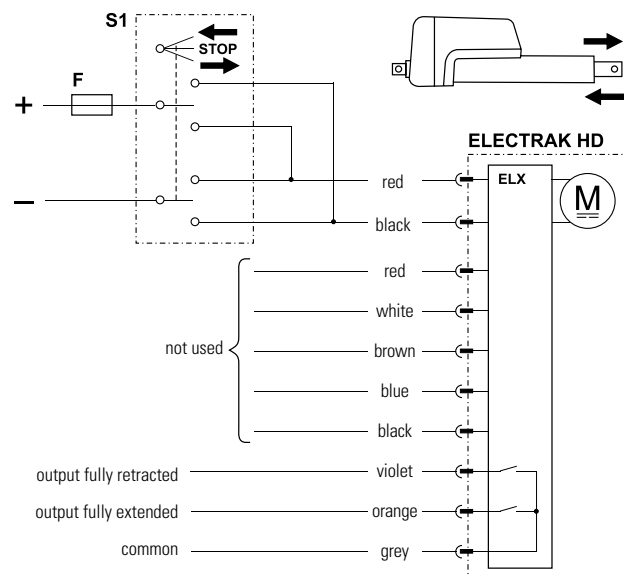 S1
STOP
F
+
–
ELECTRAK HD
ELX
M
red
black
red
white
not used
brown
blue
black
output fully retracted violet
output fully extended orange
common grey